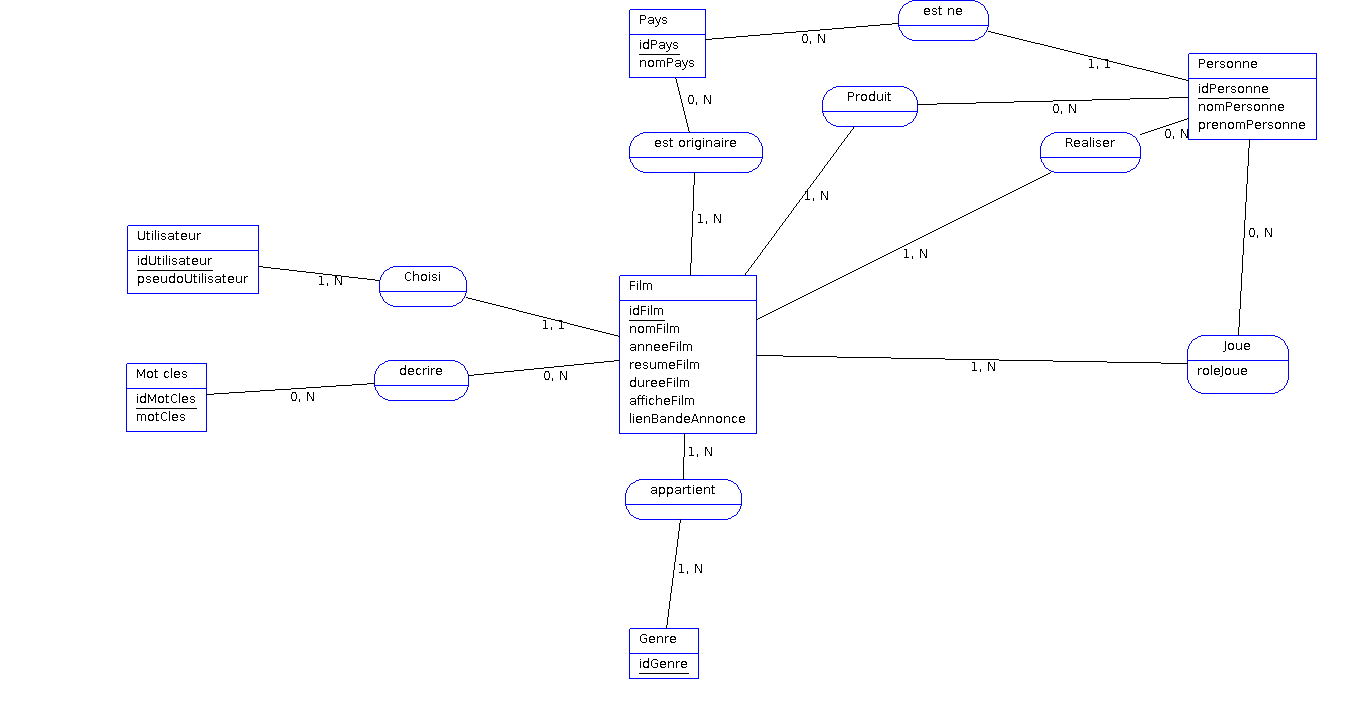 Pays
idPays
nomPays
0, N
est ne
1, 1
Personne
idPersonne
nomPersonne
prenomPersonne
0, N
est originaire
1, N
Produit
0, N
1, N
Realiser
0, N
1, N
Utilisateur
idUtilisateur
pseudoUtilisateur
1, N
Choisi
1, 1
Film
idFilm
nomFilm
anneeFilm
resumeFilm
dureeFilm
afficheFilm
lienBandeAnnonce
0, N
Joue
roleJoue
1, N
Mot cles
idMotCles
motCles
0, N
decrire
0, N
1, N
appartient
1, N
Genre
idGenre